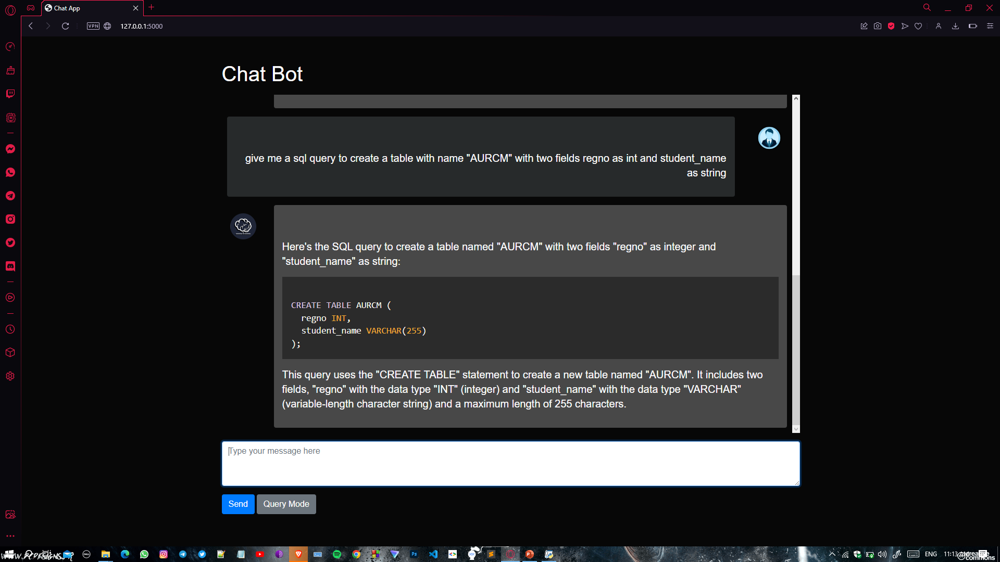 Chat App
VPN
127.0.0.1:5000
Chat Bot
give me a sql query to create a table with name "AURCM" with two fields regno as int and student_name
as string
Here's the SQL query to create a table named "AURCM" with two fields "regno" as integer and
"student_name" as string:
CREATE TABLE AURCM (
regno INT,
student_name VARCHAR(255)
);
This query uses the "CREATE TABLE" statement to create a new table named "AURCM". It includes two
fields, "regno" with the data type "INT" (integer) and "student_name" with the data type "VARCHAR"
(variable-length character string) and a maximum length of 255 characters.
Type your message here
Send Query Mode
DELL
Ps
ENG
11:13
commons